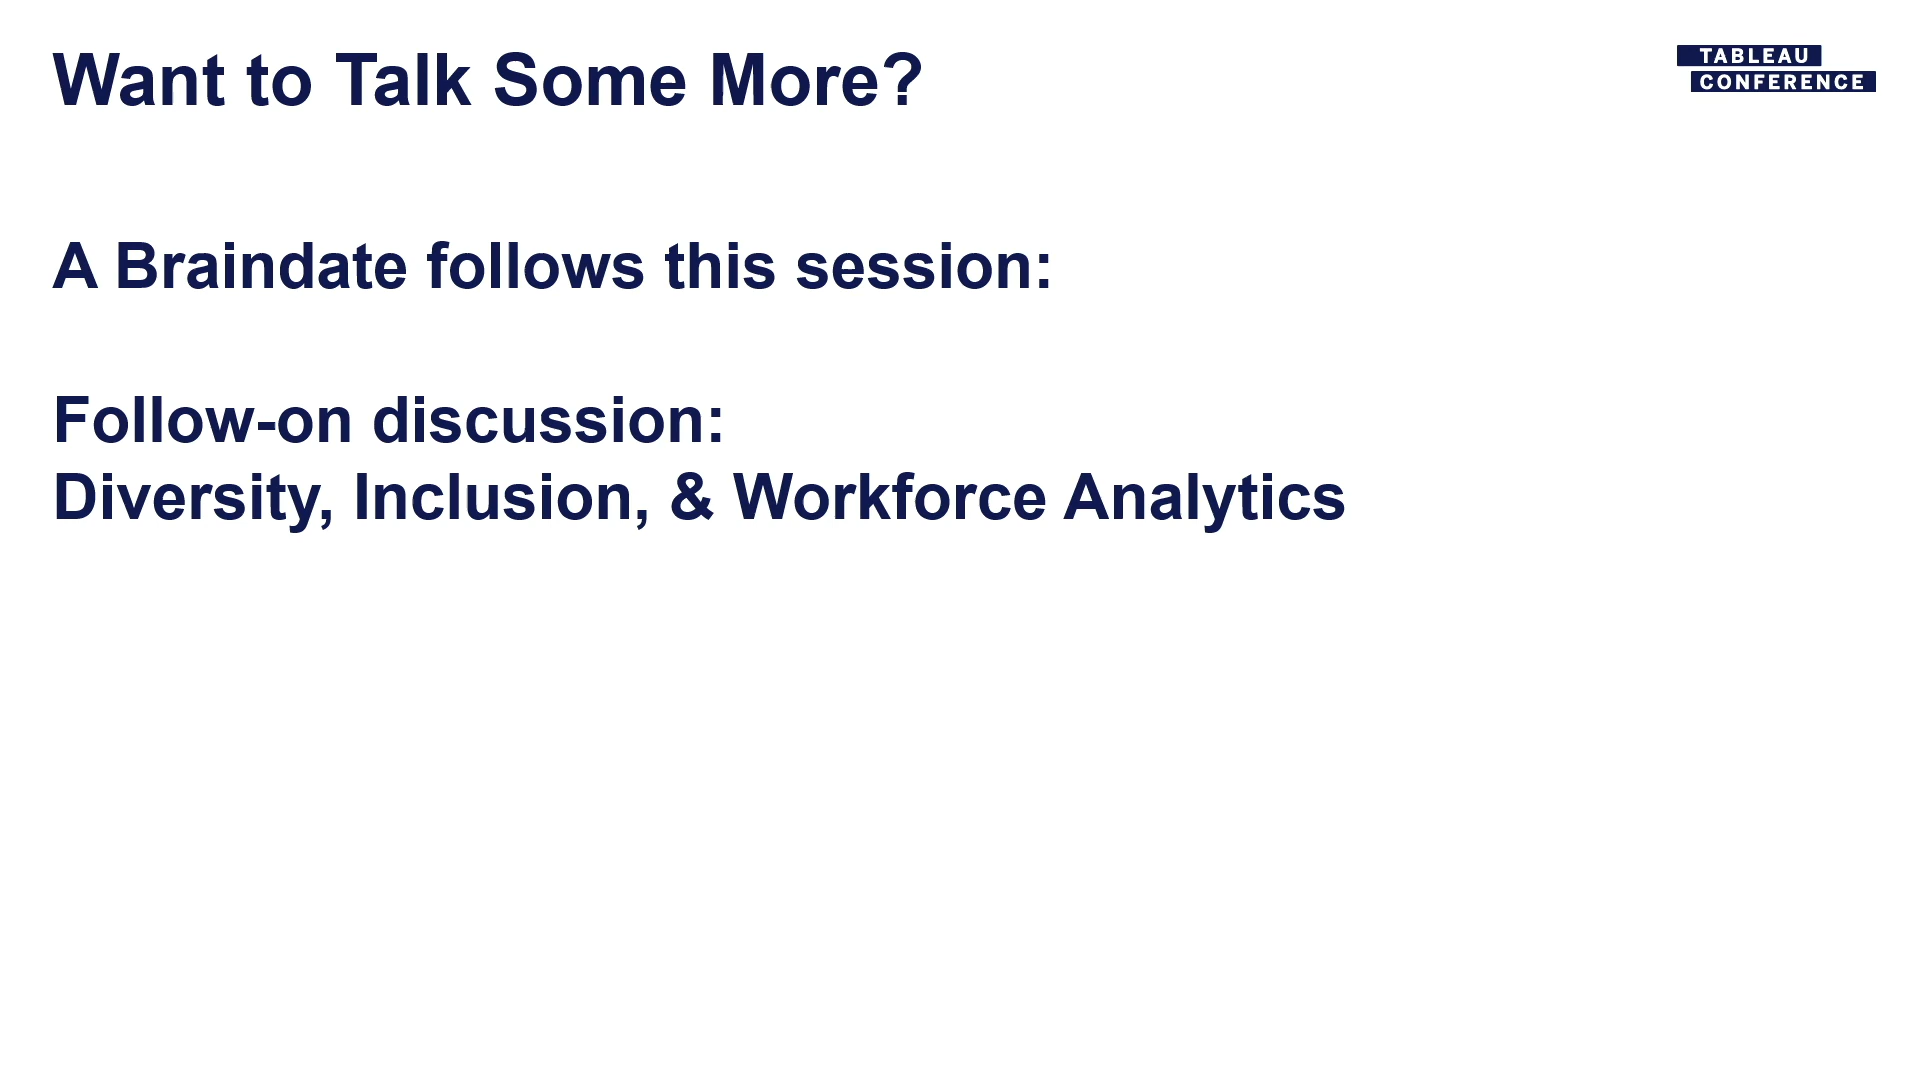 Want to Talk Some More?
TABLEAU
CONFERENCE
A Braindate follows this session:
Follow-on discussion:
Diversity, Inclusion, & Workforce Analytics